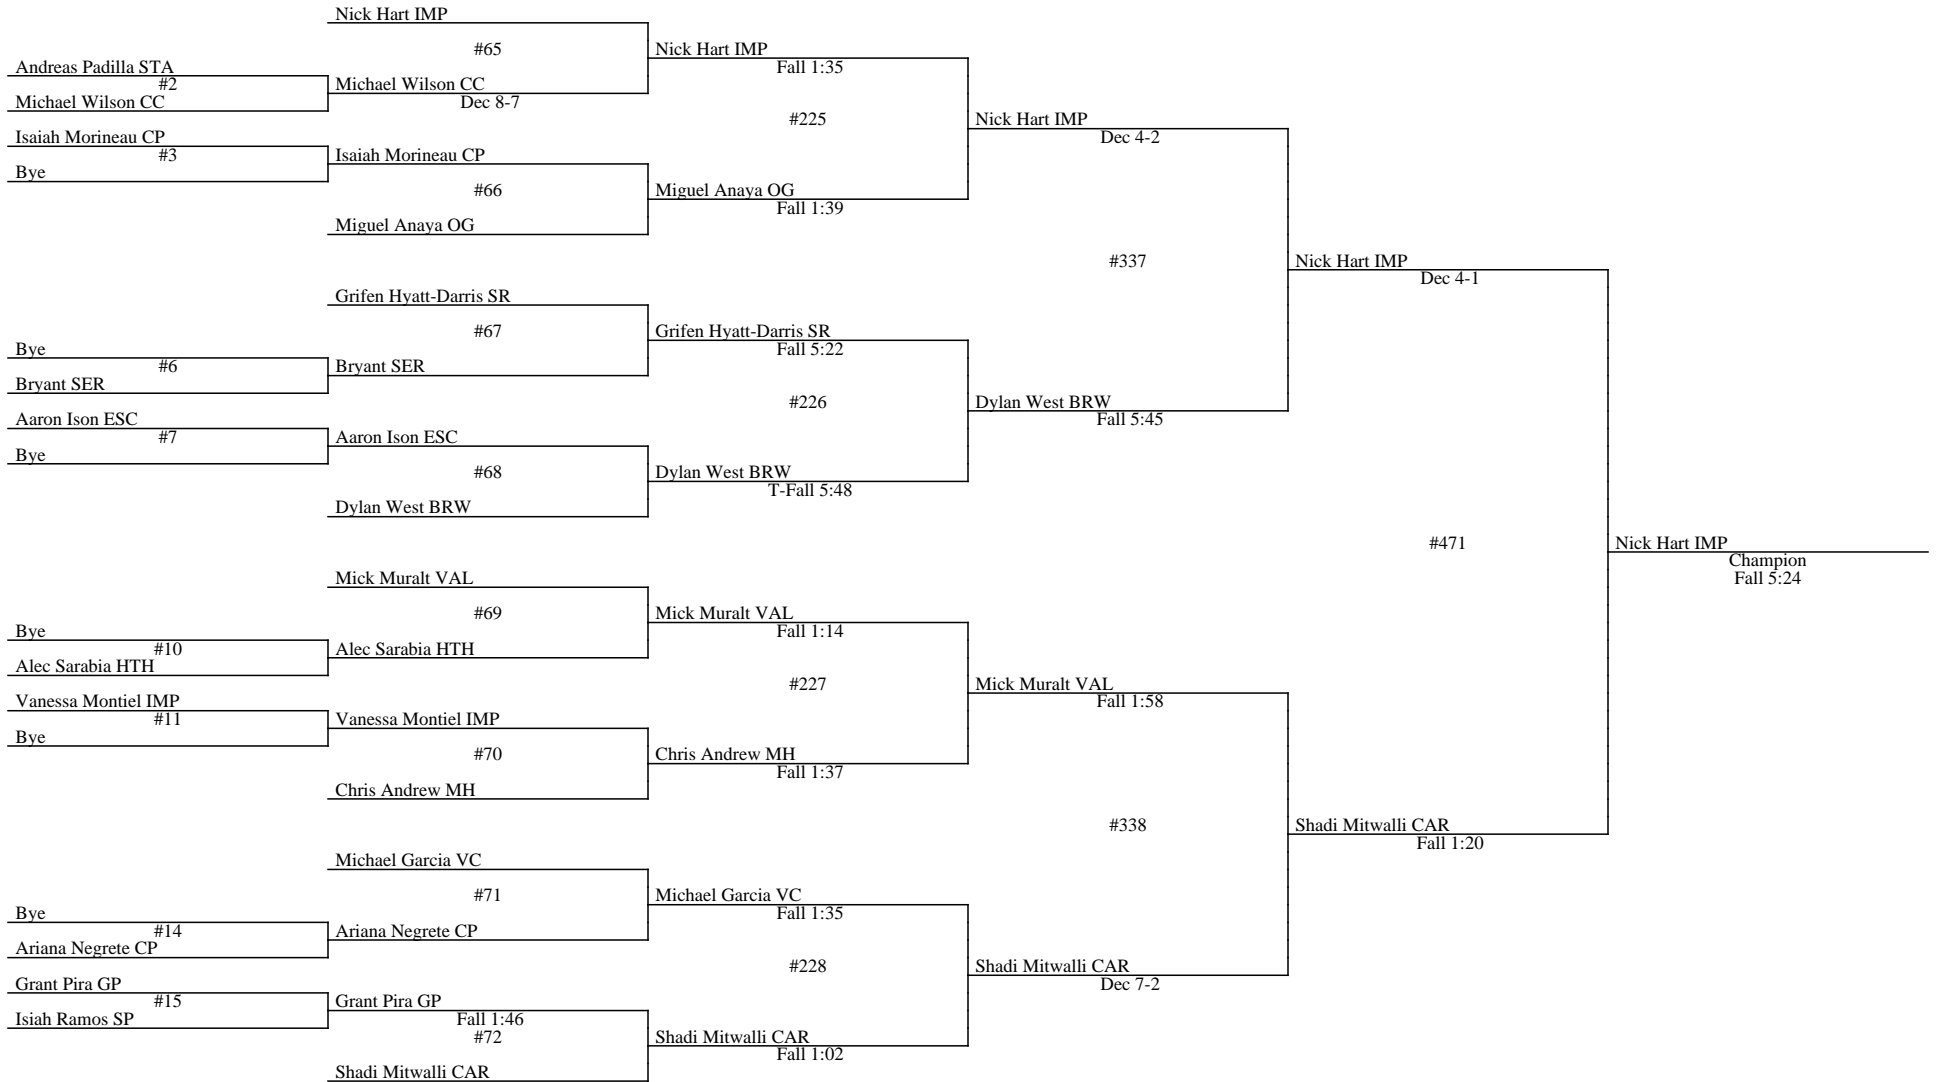 Nick Hart IMP
#65
Nick Hart IMP
Andreas Padilla STA
Fall 1:35
#2
Michael Wilson CC
Michael Wilson CC
Dec 8-7
#225
Nick Hart IMP
Isaiah Morineau CP
Dec 4-2
#3
Isaiah Morineau CP
Bye
#66
Miguel Anaya OG
Fall 1:39
Miguel Anaya OG
#337
Nick Hart IMP
Dec 4-1
Grifen Hyatt-Darris SR
#67
Grifen Hyatt-Darris SR
Bye
Fall 5:22
#6
Bryant SER
Bryant SER
#226
Dylan West BRW
Aaron Ison ESC
Fall 5:45
#7
Aaron Ison ESC
Bye
#68
Dylan West BRW
T-Fall 5:48
Dylan West BRW
#471
Nick Hart IMP
Champion
Fall 5:24
Mick Muralt VAL
#69
Mick Muralt VAL
Bye
Fall 1:14
#10
Alec Sarabia HTH
Alec Sarabia HTH
#227
Mick Muralt VAL
Vanessa Montiel IMP
Fall 1:58
#11
Vanessa Montiel IMP
Bye
#70
Chris Andrew MH
Fall 1:37
Chris Andrew MH
#338
Shadi Mitwalli CAR
Fall 1:20
Michael Garcia VC
#71
Michael Garcia VC
Bye
Fall 1:35
#14
Ariana Negrete CP
Ariana Negrete CP
#228
Shadi Mitwalli CAR
Grant Pira GP
Dec 7-2
#15
Grant Pira GP
Isiah Ramos SP
Fall 1:46
#72
Shadi Mitwalli CAR
Fall 1:02
Shadi Mitwalli CAR